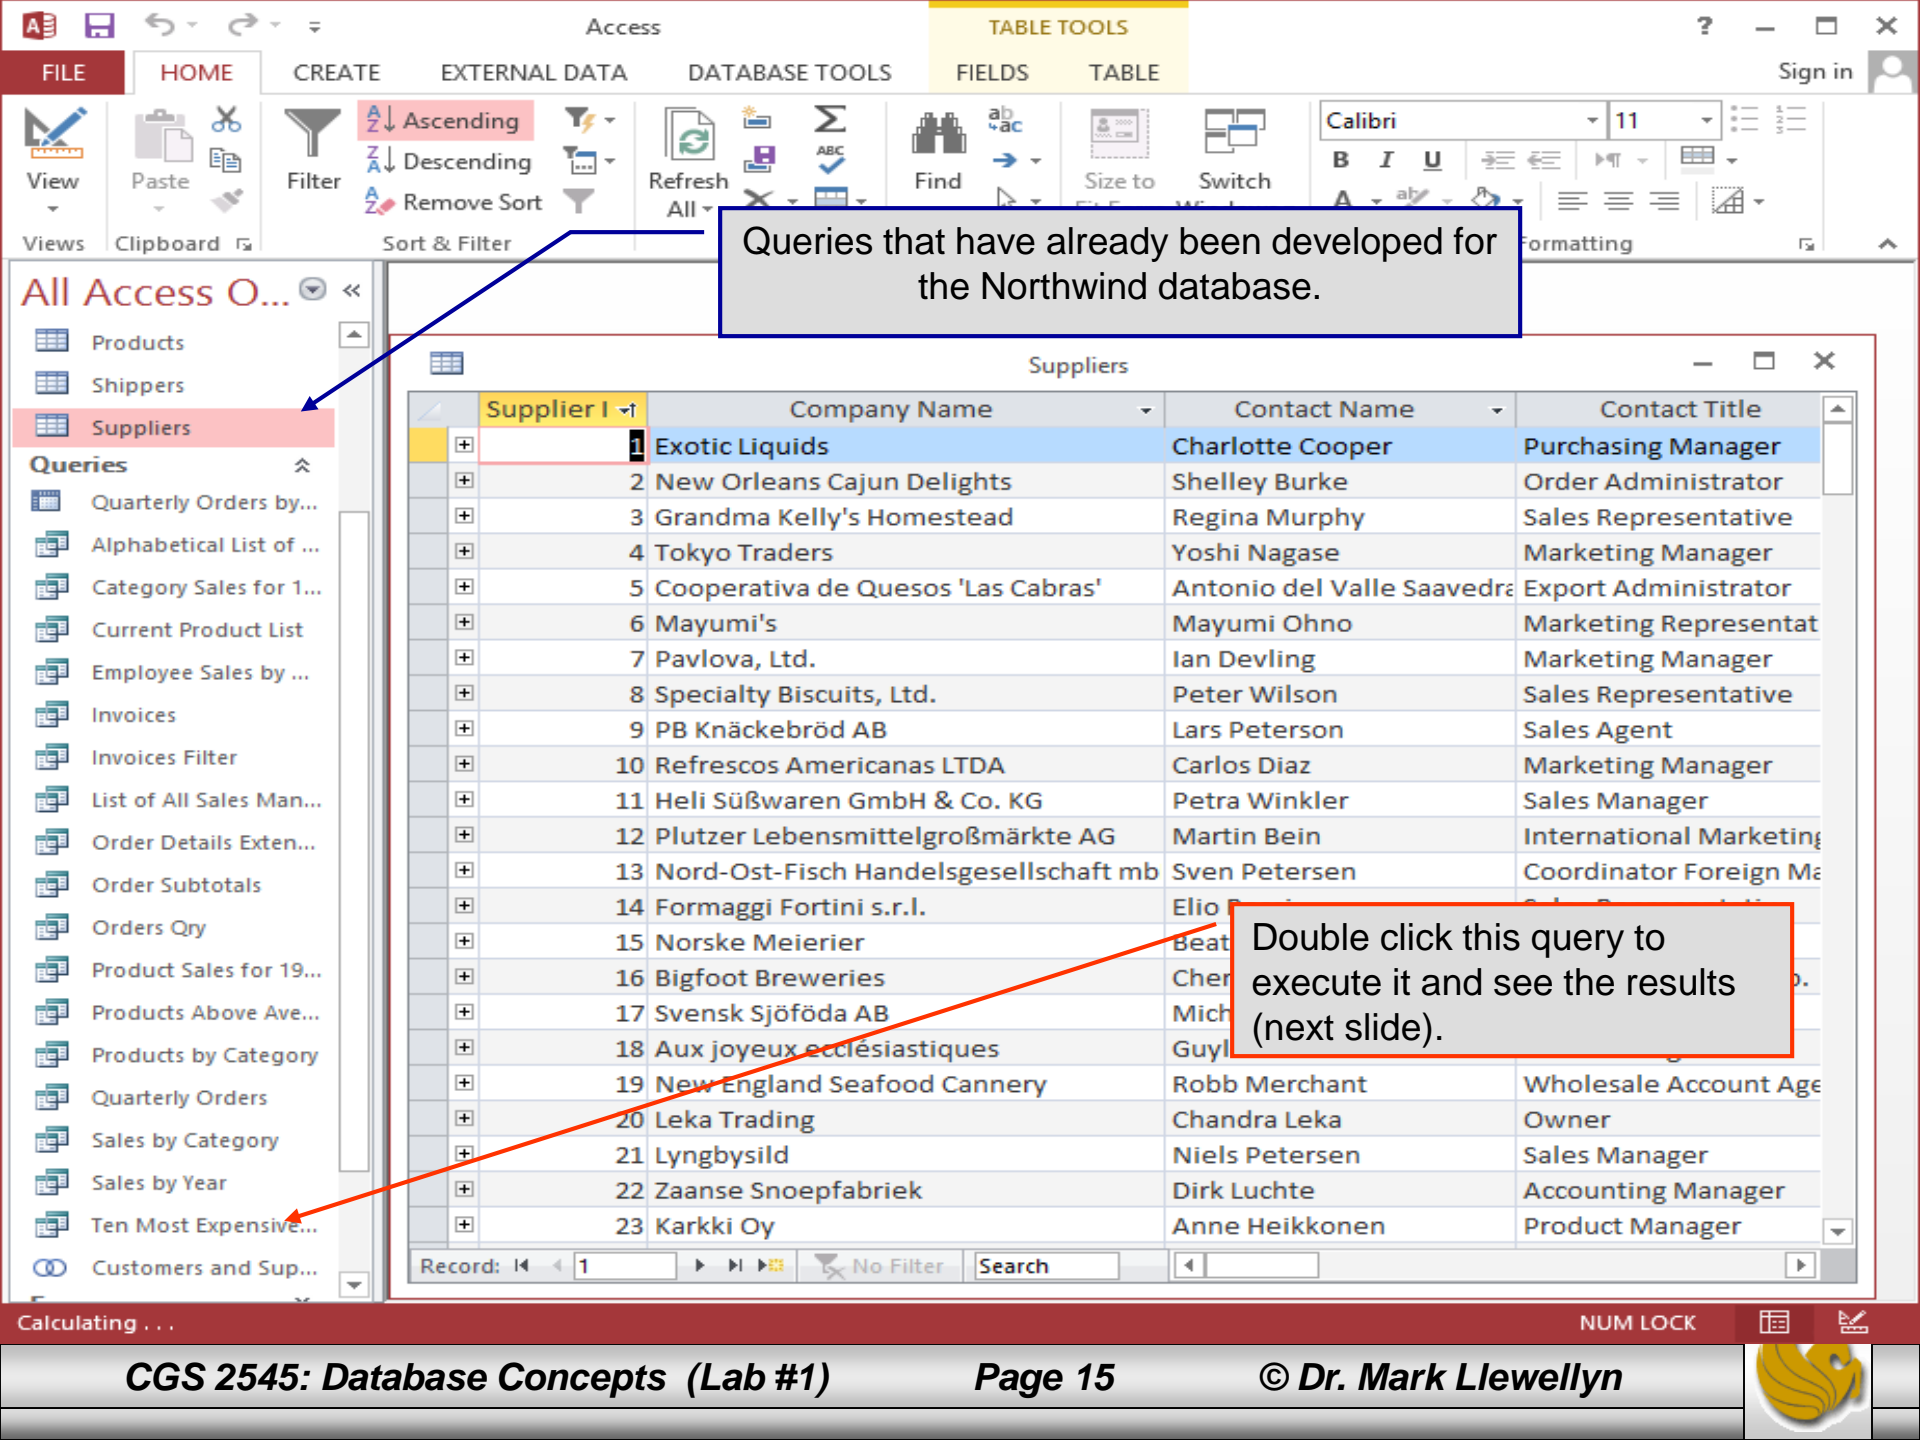 Access
TABLE TOOLS
?
FILE
HOME
CREATE
EXTERNAL DATA
DATABASE TOOLS
FIELDS
TABLE
Sign in
View
Paste
Filter
Ascending
Descending
Remove Sort
Refresh
All
Find
Size to
Switch
Calibri
11
B I U
Views
Clipboard
Sort & Filter
Queries that have already been developed for
the Northwind database.
All Access O...
Products
Shippers
Suppliers
Queries
Quarterly Orders by...
Alphabetical List of ...
Category Sales for 1...
Current Product List
Employee Sales by ...
Invoices
Invoices Filter
List of All Sales Man...
Order Details Exten...
Order Subtotals
Orders Qry
Product Sales for 19...
Products Above Ave...
Products by Category
Quarterly Orders
Sales by Category
Sales by Year
Ten Most Expensive...
Customers and Sup...
Suppliers
Supplier I Company Name Contact Name Contact Title
1 Exotic Liquids Charlotte Cooper Purchasing Manager
2 New Orleans Cajun Delights Shelley Burke Order Administrator
3 Grandma Kelly's Homestead Regina Murphy Sales Representative
4 Tokyo Traders Yoshi Nagase Marketing Manager
5 Cooperativa de Quesos 'Las Cabras' Antonio del Valle Saavedra Export Administrator
6 Mayumi's Mayumi Ohno Marketing Representat
7 Pavlova, Ltd. Ian Devling Marketing Manager
8 Specialty Biscuits, Ltd. Peter Wilson Sales Representative
9 PB Knäckebröd AB Lars Peterson Sales Agent
10 Refrescos Americanas LTDA Carlos Diaz Marketing Manager
11 Heli Süßwaren GmbH & Co. KG Petra Winkler Sales Manager
12 Plutzer Lebensmittelgroßmärkte AG Martin Bein International Marketing
13 Nord-Ost-Fisch Handelsgesellschaft mb Sven Petersen Coordinator Foreign Ma
14 Formaggi Fortini s.r.l. Elio
15 Norske Meierier Beat
16 Bigfoot Breweries Cher
17 Svensk Sjöföda AB Mich
18 Aux joyeux ecclésiastiques Guyl
19 New England Seafood Cannery Robb Merchant Wholesale Account Age
20 Leka Trading Chandra Leka Owner
21 Lyngbysild Niels Petersen Sales Manager
22 Zaanse Snoepfabriek Dirk Luchte Accounting Manager
23 Karkki Oy Anne Heikkonen Product Manager
Double click this query to
execute it and see the results
(next slide).
Record: 1 No Filter Search
Calculating . . .
NUM LOCK
CGS 2545: Database Concepts (Lab #1) Page 15 © Dr. Mark Llewellyn